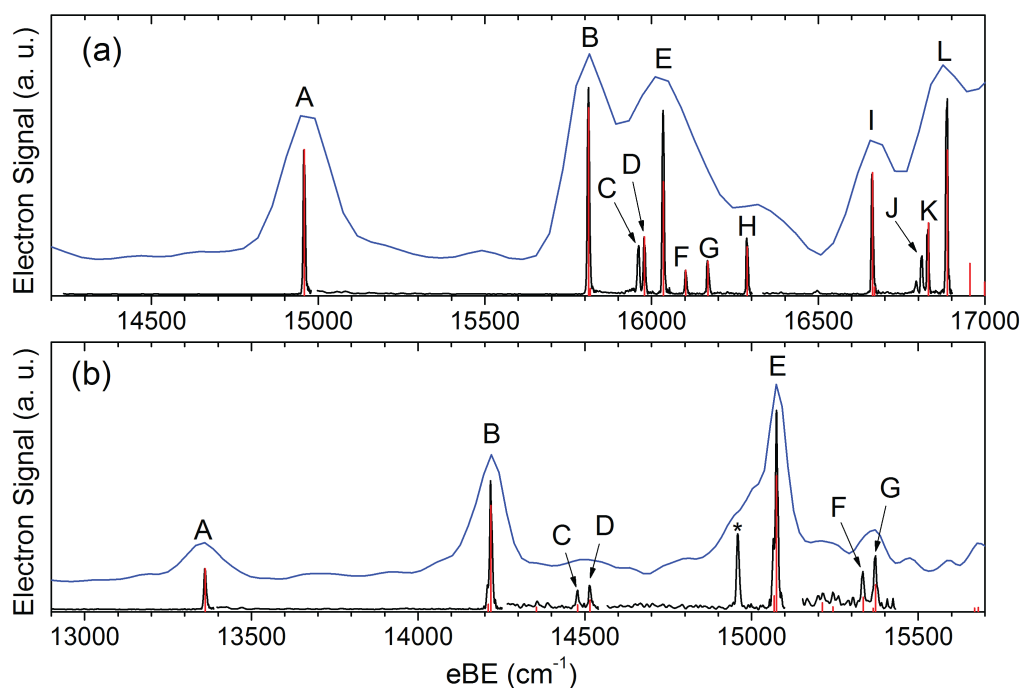 (a)
A
B
E
L
I
D
C
F
G
H
J
K
Electron Signal (a. u.)
14500 15000 15500 16000 16500 17000
(b)
E
B
A
C
D
*
F
G
Electron Signal (a. u.)
13000 13500 14000 14500 15000 15500
eBE (cm⁻¹)